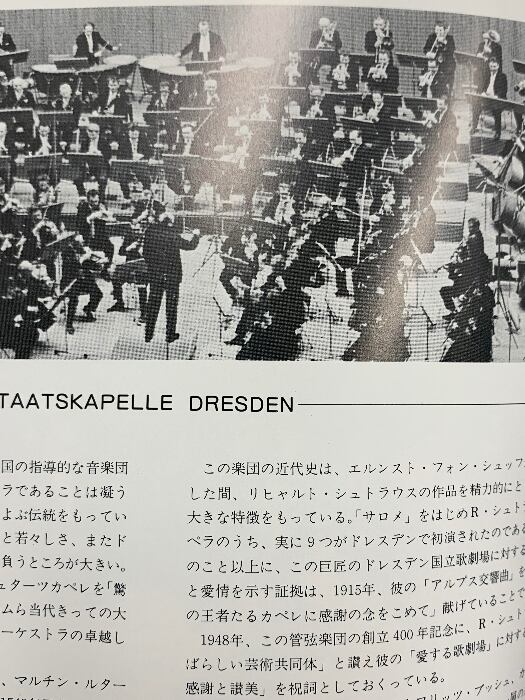 TAATSKAPELLE DRESDEN
国の指導的な音楽団
ラであることは凝う
よぶ伝統をもってい
と若々しさ、またド
負うところが大きい。
ュターツカペレを「驚
ムら当代きっての大
ーケストラの卓越し
、マルチン・ルター
この楽団の近代史は、エルンスト・フォン・シュッフ
した間、リヒャルト・シュトラウスの作品を精力的にと
大きな特徴をもっている。「サロメ」をはじめR・シュト
ペラのうち、実に9つがドレスデンで初演されたのである
のこと以上に、この巨匠のドレスデン国立歌劇場に対する
と愛情を示す証拠は、1915年、彼の「アルプス交響曲」を
の王者たるカペレに感謝の念をこめて」献げていることで
1948年、この管弦楽団の創立400年記念に、R・シュト
ばらしい芸術共同体」と讃え彼の「愛する歌劇場」に対す
感謝と讃美」を祝詞としておくっている。